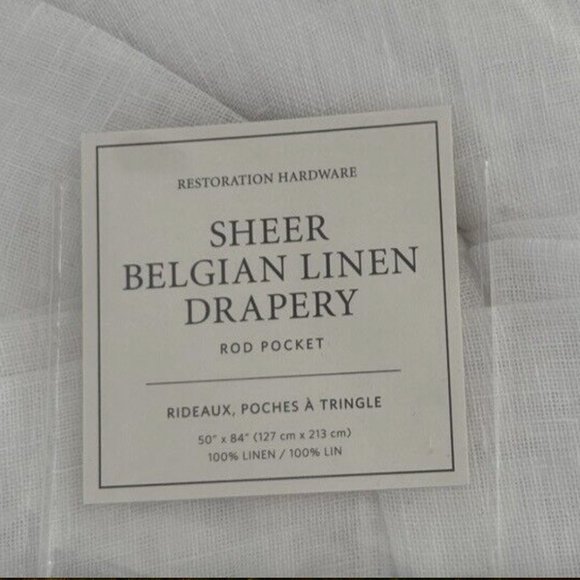 RESTORATION HARDWARE
SHEER
BELGIAN LINEN
DRAPERY
ROD POCKET
RIDEAUX, POCHES À TRINGLE
50" x 84" (127 cm x 213 cm)
100% LINEN / 100% LIN